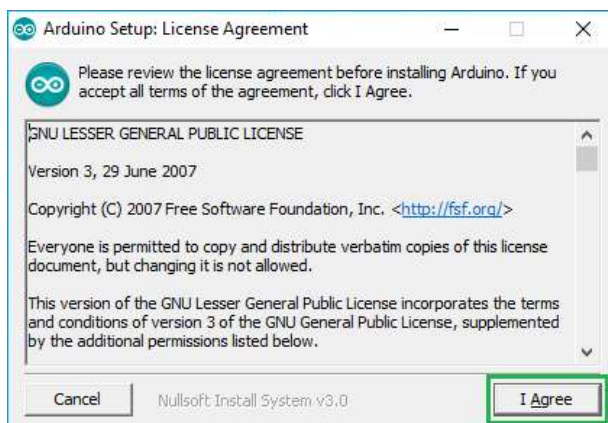 Arduino Setup: License Agreement
Please review the license agreement before installing Arduino. If you
accept all terms of the agreement, click I Agree.
GNU LESSER GENERAL PUBLIC LICENSE
Version 3, 29 June 2007
Copyright (C) 2007 Free Software Foundation, Inc. <http://fsf.org/>
Everyone is permitted to copy and distribute verbatim copies of this license
document, but changing it is not allowed.
This version of the GNU Lesser General Public License incorporates the terms
and conditions of version 3 of the GNU General Public License, supplemented
by the additional permissions listed below.
Cancel Nullsoft Install System v3.0 I Agree